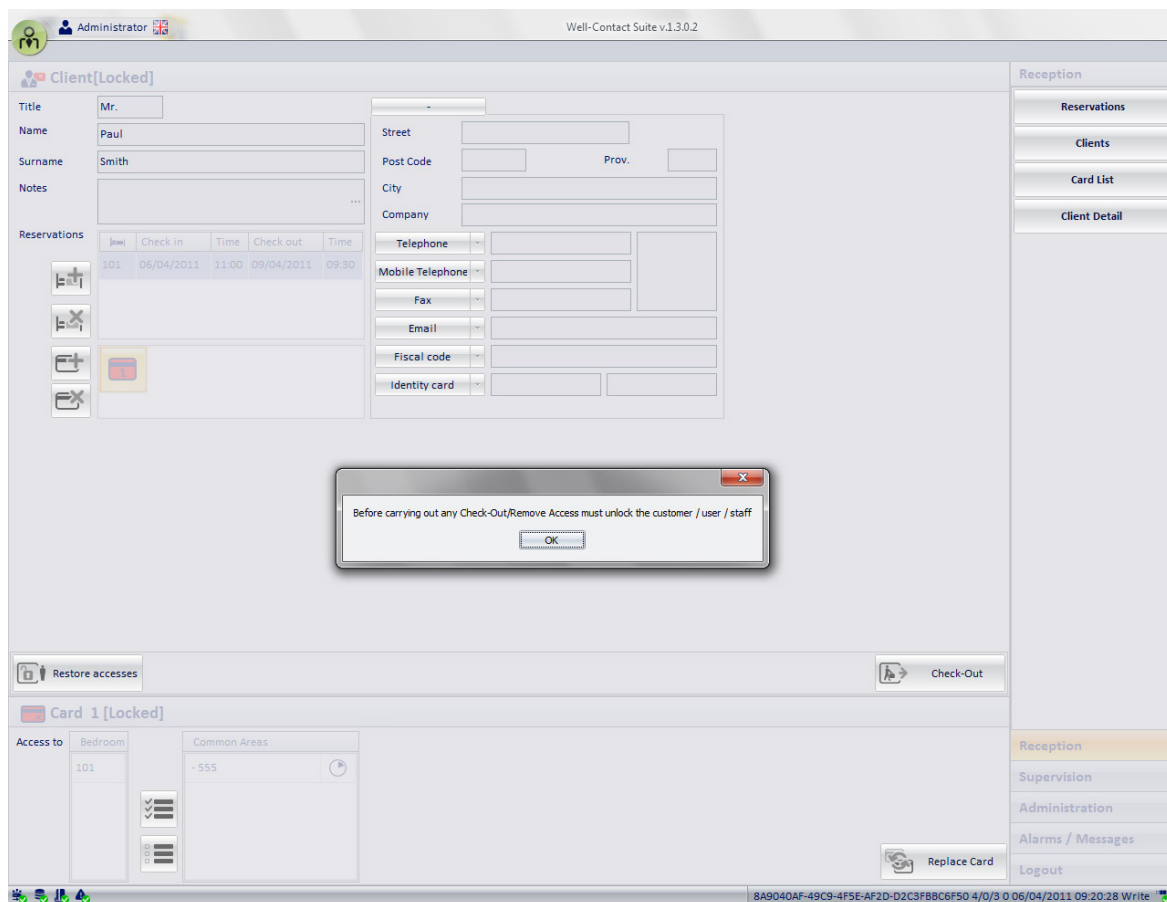 Administrator
Well-Contact Suite v.1.3.0.2
Client[Locked]
Title Mr.
Name Paul
Surname Smith
Notes
...
Reservations
Check in Time Check out Time
101 06/04/2011 11:00 09/04/2011 09:30
1
-
Street
Post Code Prov.
City
Company
Telephone
Mobile Telephone
Fax
Email
Fiscal code
Identity card
Reception
Reservations
Clients
Card List
Client Detail
Before carrying out any Check-Out/Remove Access must unlock the customer / user / staff
OK
Restore accesses
Check-Out
Card 1 [Locked]
Access to Bedroom Common Areas
101 - 555
Replace Card
Reception
Supervision
Administration
Alarms / Messages
Logout
8A9040AF-49C9-4F5E-AF2D-D2C3FBBC6F50 4/0/3 0 06/04/2011 09:20:28 Write